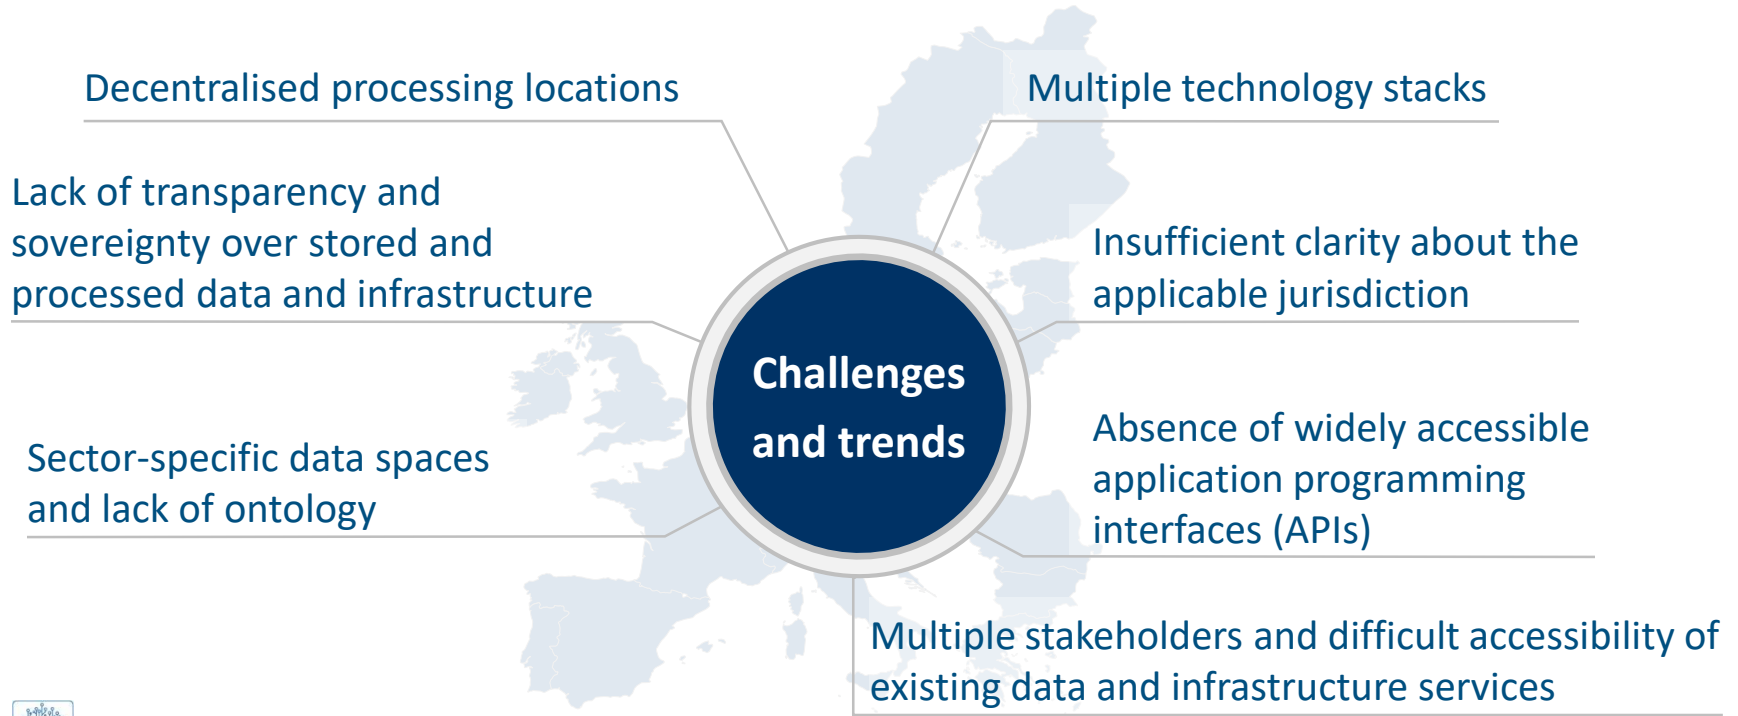 Decentralised processing locations
Multiple technology stacks
Lack of transparency and
sovereignty over stored and
processed data and infrastructure
Insufficient clarity about the
applicable jurisdiction
Challenges
and trends
Sector-specific data spaces
and lack of ontology
Absence of widely accessible
application programming
interfaces (APIs)
Multiple stakeholders and difficult accessibility of
existing data and infrastructure services